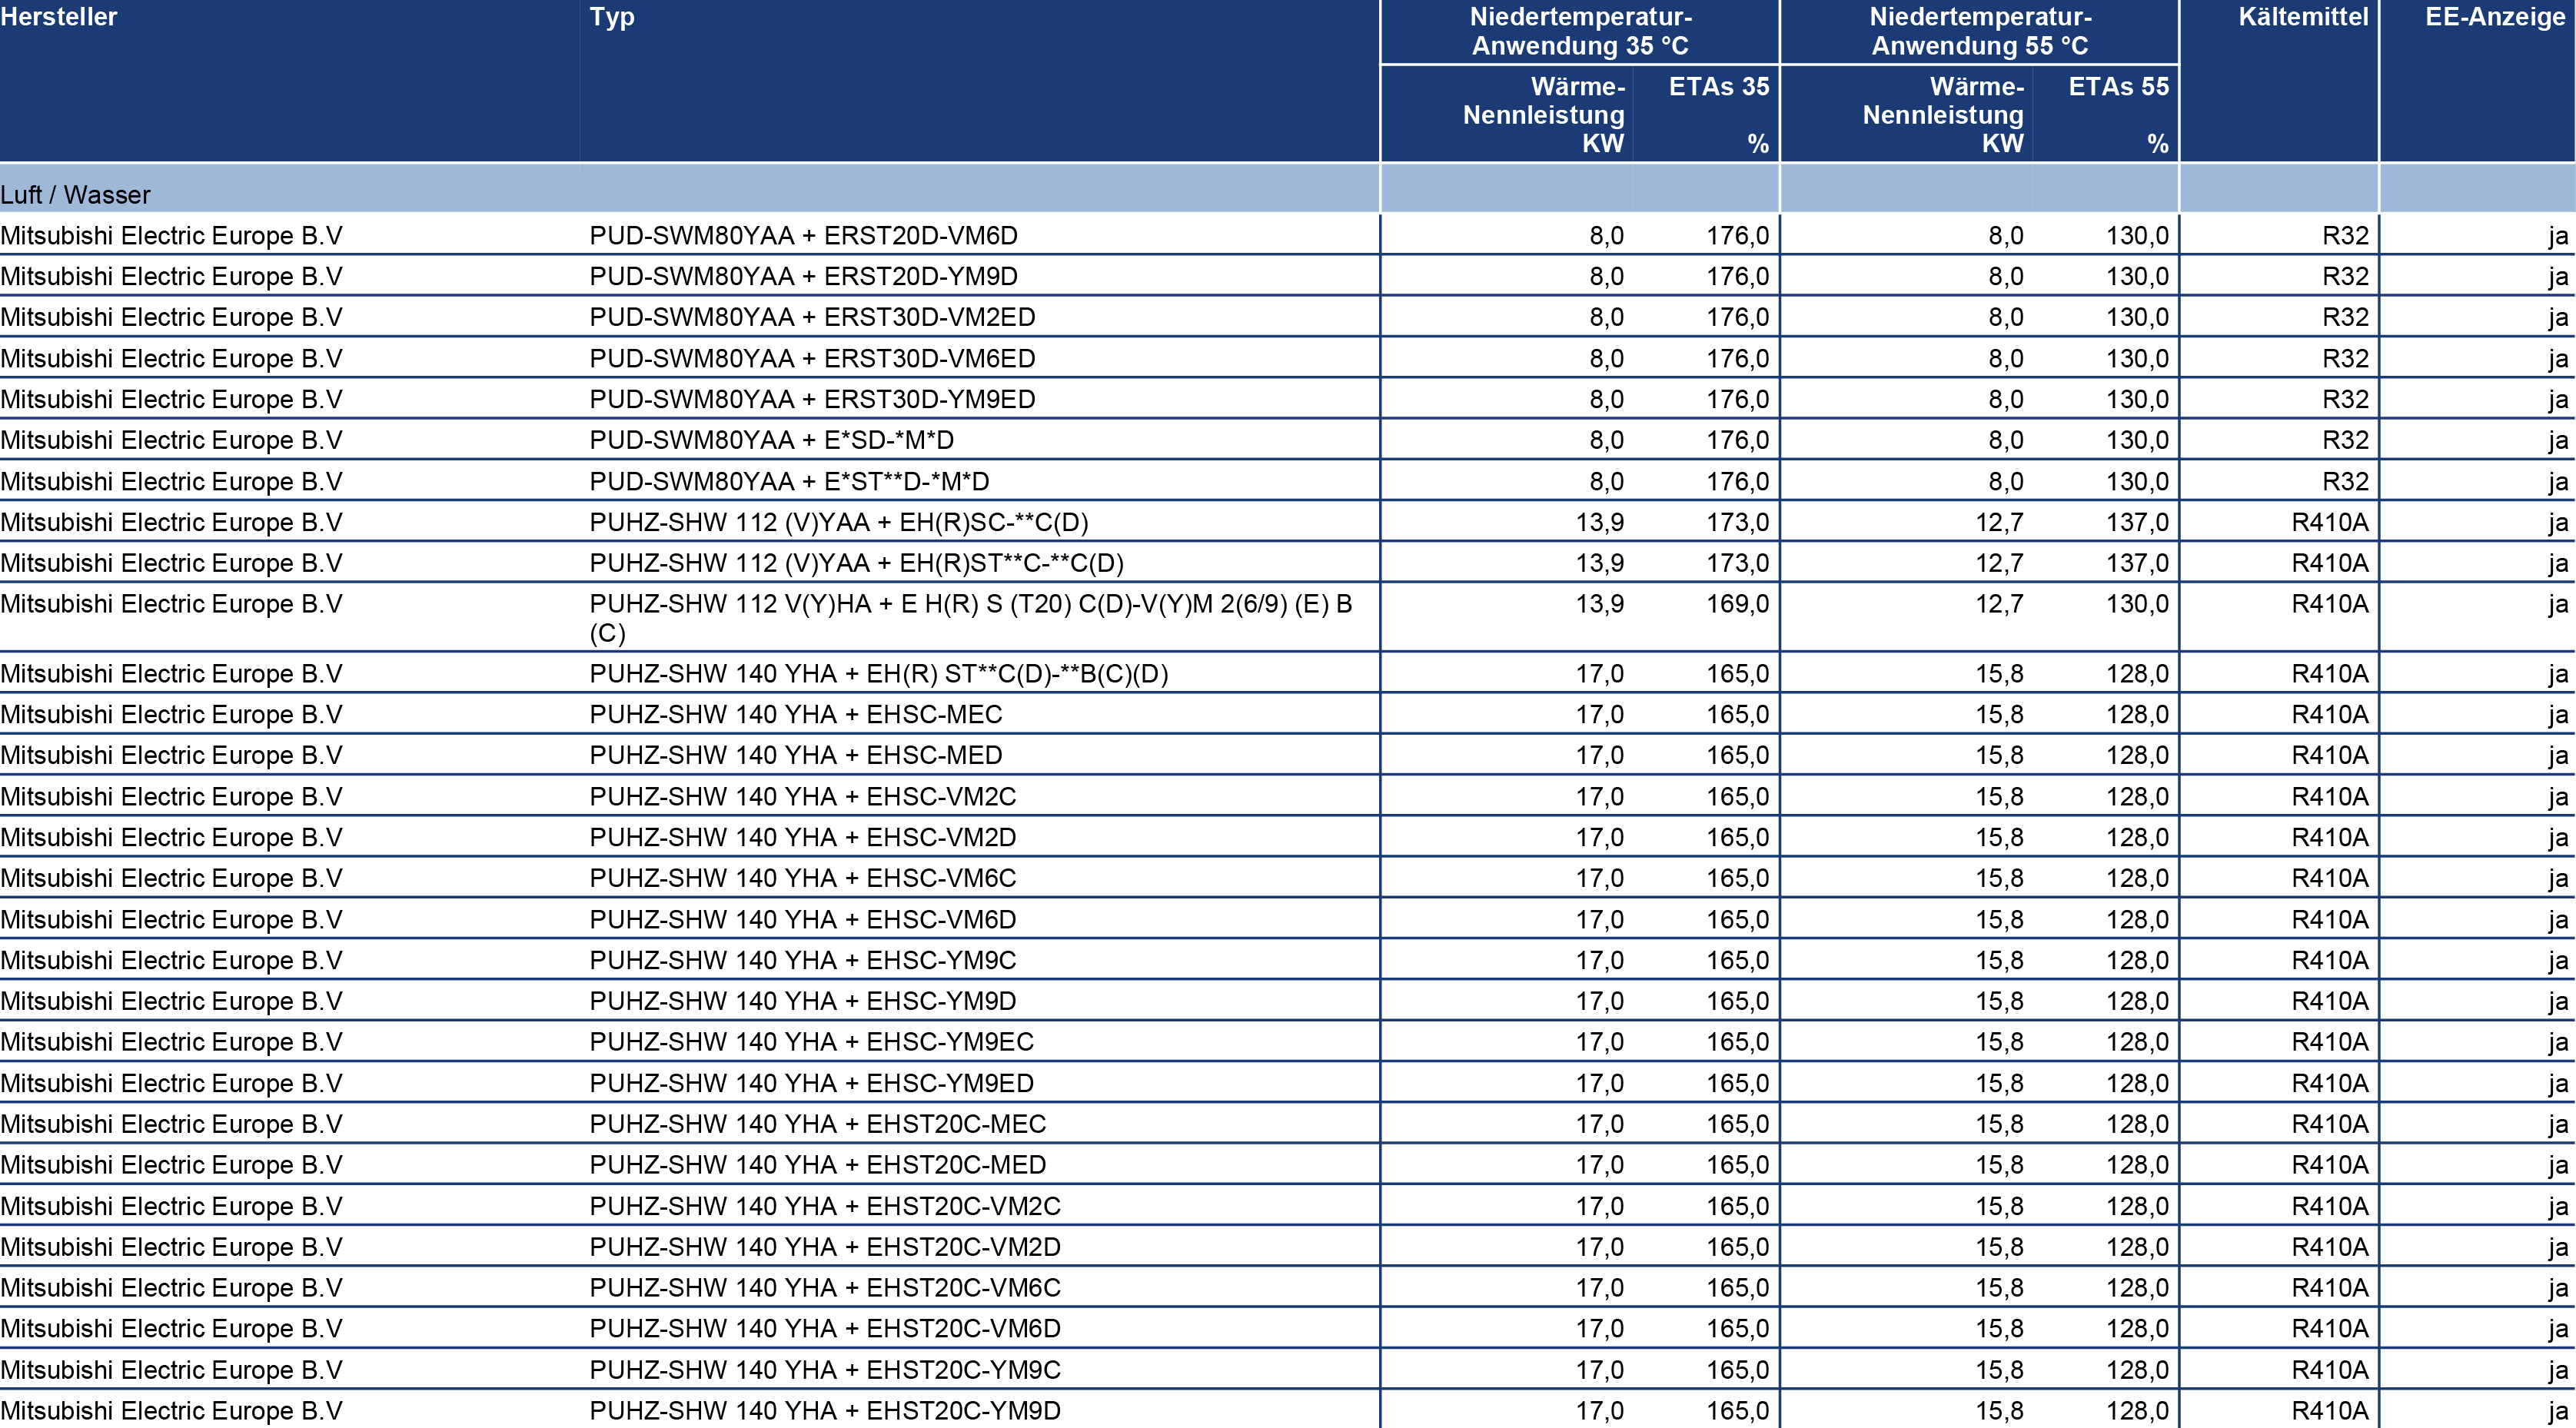 Hersteller Typ Niedertemperatur- Niedertemperatur- Kältemittel EE-Anzeige
Anwendung 35 °C Anwendung 55 °C
Wärme- ETAs 35 Wärme- ETAs 55
Nennleistung Nennleistung
KW % KW %
Luft / Wasser
Mitsubishi Electric Europe B.V PUD-SWM80YAA + ERST20D-VM6D 8,0 176,0 8,0 130,0 R32 ja
Mitsubishi Electric Europe B.V PUD-SWM80YAA + ERST20D-YM9D 8,0 176,0 8,0 130,0 R32 ja
Mitsubishi Electric Europe B.V PUD-SWM80YAA + ERST30D-VM2ED 8,0 176,0 8,0 130,0 R32 ja
Mitsubishi Electric Europe B.V PUD-SWM80YAA + ERST30D-VM6ED 8,0 176,0 8,0 130,0 R32 ja
Mitsubishi Electric Europe B.V PUD-SWM80YAA + ERST30D-YM9ED 8,0 176,0 8,0 130,0 R32 ja
Mitsubishi Electric Europe B.V PUD-SWM80YAA + E*SD-*M*D 8,0 176,0 8,0 130,0 R32 ja
Mitsubishi Electric Europe B.V PUD-SWM80YAA + E*ST**D-*M*D 8,0 176,0 8,0 130,0 R32 ja
Mitsubishi Electric Europe B.V PUHZ-SHW 112 (V)YAA + EH(R)SC-**C(D) 13,9 173,0 12,7 137,0 R410A ja
Mitsubishi Electric Europe B.V PUHZ-SHW 112 (V)YAA + EH(R)ST**C-**C(D) 13,9 173,0 12,7 137,0 R410A ja
Mitsubishi Electric Europe B.V PUHZ-SHW 112 V(Y)HA + E H(R) S (T20) C(D)-V(Y)M 2(6/9) (E) B 13,9 169,0 12,7 130,0 R410A ja
(C)
Mitsubishi Electric Europe B.V PUHZ-SHW 140 YHA + EH(R) ST**C(D)-**B(C)(D) 17,0 165,0 15,8 128,0 R410A ja
Mitsubishi Electric Europe B.V PUHZ-SHW 140 YHA + EHSC-MEC 17,0 165,0 15,8 128,0 R410A ja
Mitsubishi Electric Europe B.V PUHZ-SHW 140 YHA + EHSC-MED 17,0 165,0 15,8 128,0 R410A ja
Mitsubishi Electric Europe B.V PUHZ-SHW 140 YHA + EHSC-VM2C 17,0 165,0 15,8 128,0 R410A ja
Mitsubishi Electric Europe B.V PUHZ-SHW 140 YHA + EHSC-VM2D 17,0 165,0 15,8 128,0 R410A ja
Mitsubishi Electric Europe B.V PUHZ-SHW 140 YHA + EHSC-VM6C 17,0 165,0 15,8 128,0 R410A ja
Mitsubishi Electric Europe B.V PUHZ-SHW 140 YHA + EHSC-VM6D 17,0 165,0 15,8 128,0 R410A ja
Mitsubishi Electric Europe B.V PUHZ-SHW 140 YHA + EHSC-YM9C 17,0 165,0 15,8 128,0 R410A ja
Mitsubishi Electric Europe B.V PUHZ-SHW 140 YHA + EHSC-YM9D 17,0 165,0 15,8 128,0 R410A ja
Mitsubishi Electric Europe B.V PUHZ-SHW 140 YHA + EHSC-YM9EC 17,0 165,0 15,8 128,0 R410A ja
Mitsubishi Electric Europe B.V PUHZ-SHW 140 YHA + EHSC-YM9ED 17,0 165,0 15,8 128,0 R410A ja
Mitsubishi Electric Europe B.V PUHZ-SHW 140 YHA + EHST20C-MEC 17,0 165,0 15,8 128,0 R410A ja
Mitsubishi Electric Europe B.V PUHZ-SHW 140 YHA + EHST20C-MED 17,0 165,0 15,8 128,0 R410A ja
Mitsubishi Electric Europe B.V PUHZ-SHW 140 YHA + EHST20C-VM2C 17,0 165,0 15,8 128,0 R410A ja
Mitsubishi Electric Europe B.V PUHZ-SHW 140 YHA + EHST20C-VM2D 17,0 165,0 15,8 128,0 R410A ja
Mitsubishi Electric Europe B.V PUHZ-SHW 140 YHA + EHST20C-VM6C 17,0 165,0 15,8 128,0 R410A ja
Mitsubishi Electric Europe B.V PUHZ-SHW 140 YHA + EHST20C-VM6D 17,0 165,0 15,8 128,0 R410A ja
Mitsubishi Electric Europe B.V PUHZ-SHW 140 YHA + EHST20C-YM9C 17,0 165,0 15,8 128,0 R410A ja
Mitsubishi Electric Europe B.V PUHZ-SHW 140 YHA + EHST20C-YM9D 17,0 165,0 15,8 128,0 R410A ja